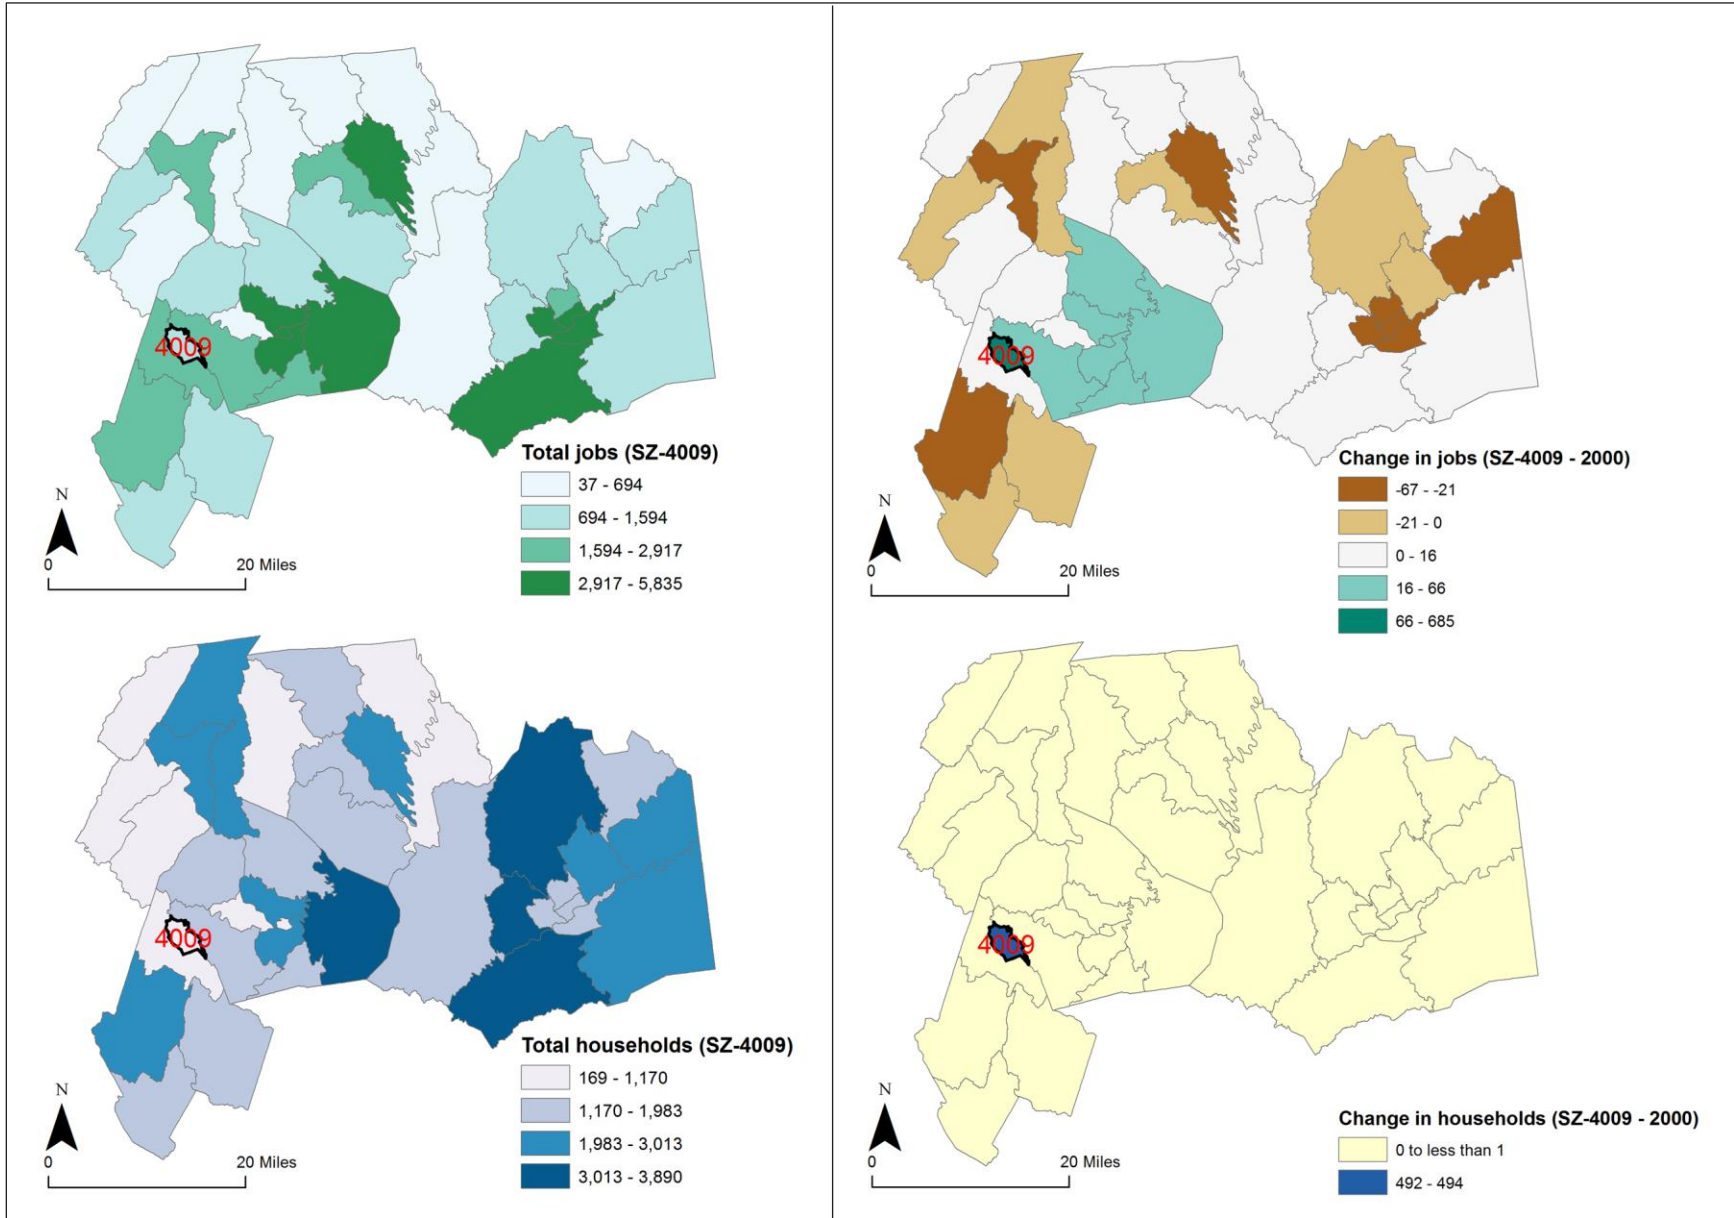 4009
Total jobs (SZ-4009)
37 - 694
694 - 1,594
1,594 - 2,917
2,917 - 5,835
N
0
20 Miles
4009
Change in jobs (SZ-4009 - 2000)
-67 - -21
-21 - 0
0 - 16
16 - 66
66 - 685
N
0
20 Miles
4009
Total households (SZ-4009)
169 - 1,170
1,170 - 1,983
1,983 - 3,013
3,013 - 3,890
N
0
20 Miles
4009
Change in households (SZ-4009 - 2000)
0 to less than 1
492 - 494
N
0
20 Miles